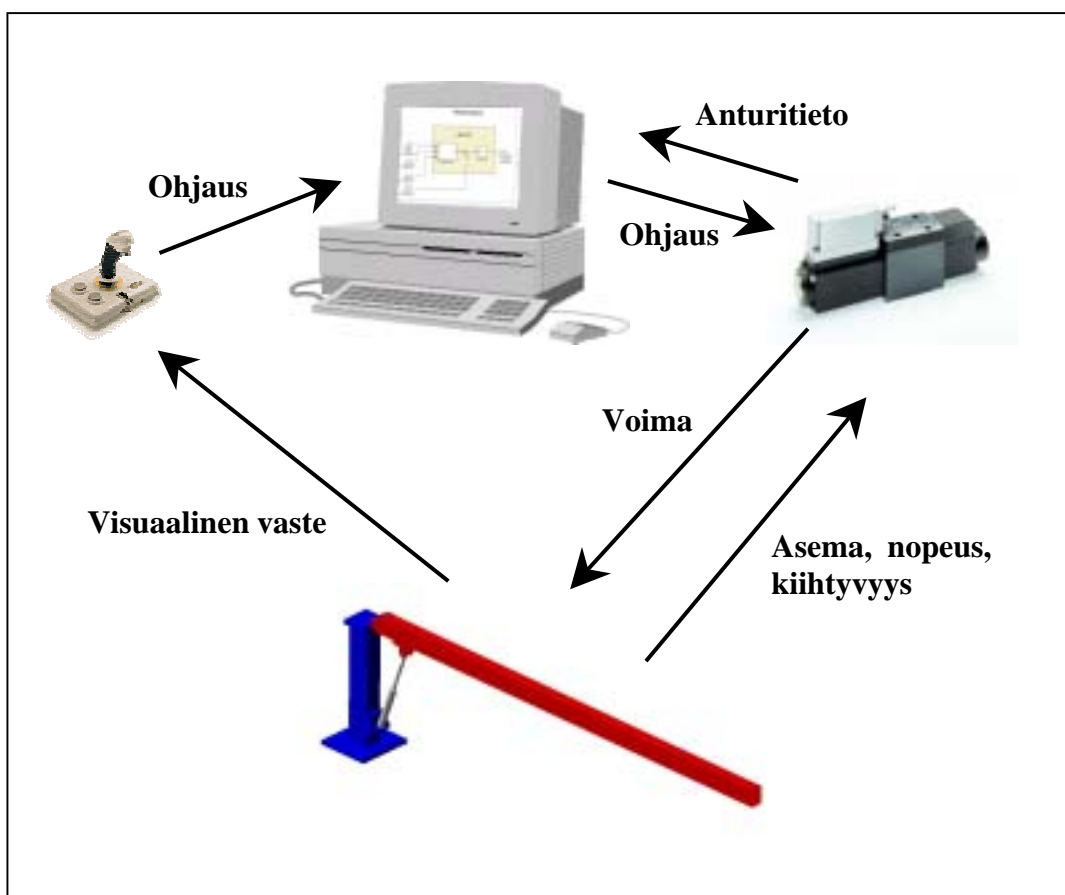 Anturitieto
Ohjaus
Ohjaus
Voima
Visuaalinen vaste
Asema, nopeus,
kiihtyvyys